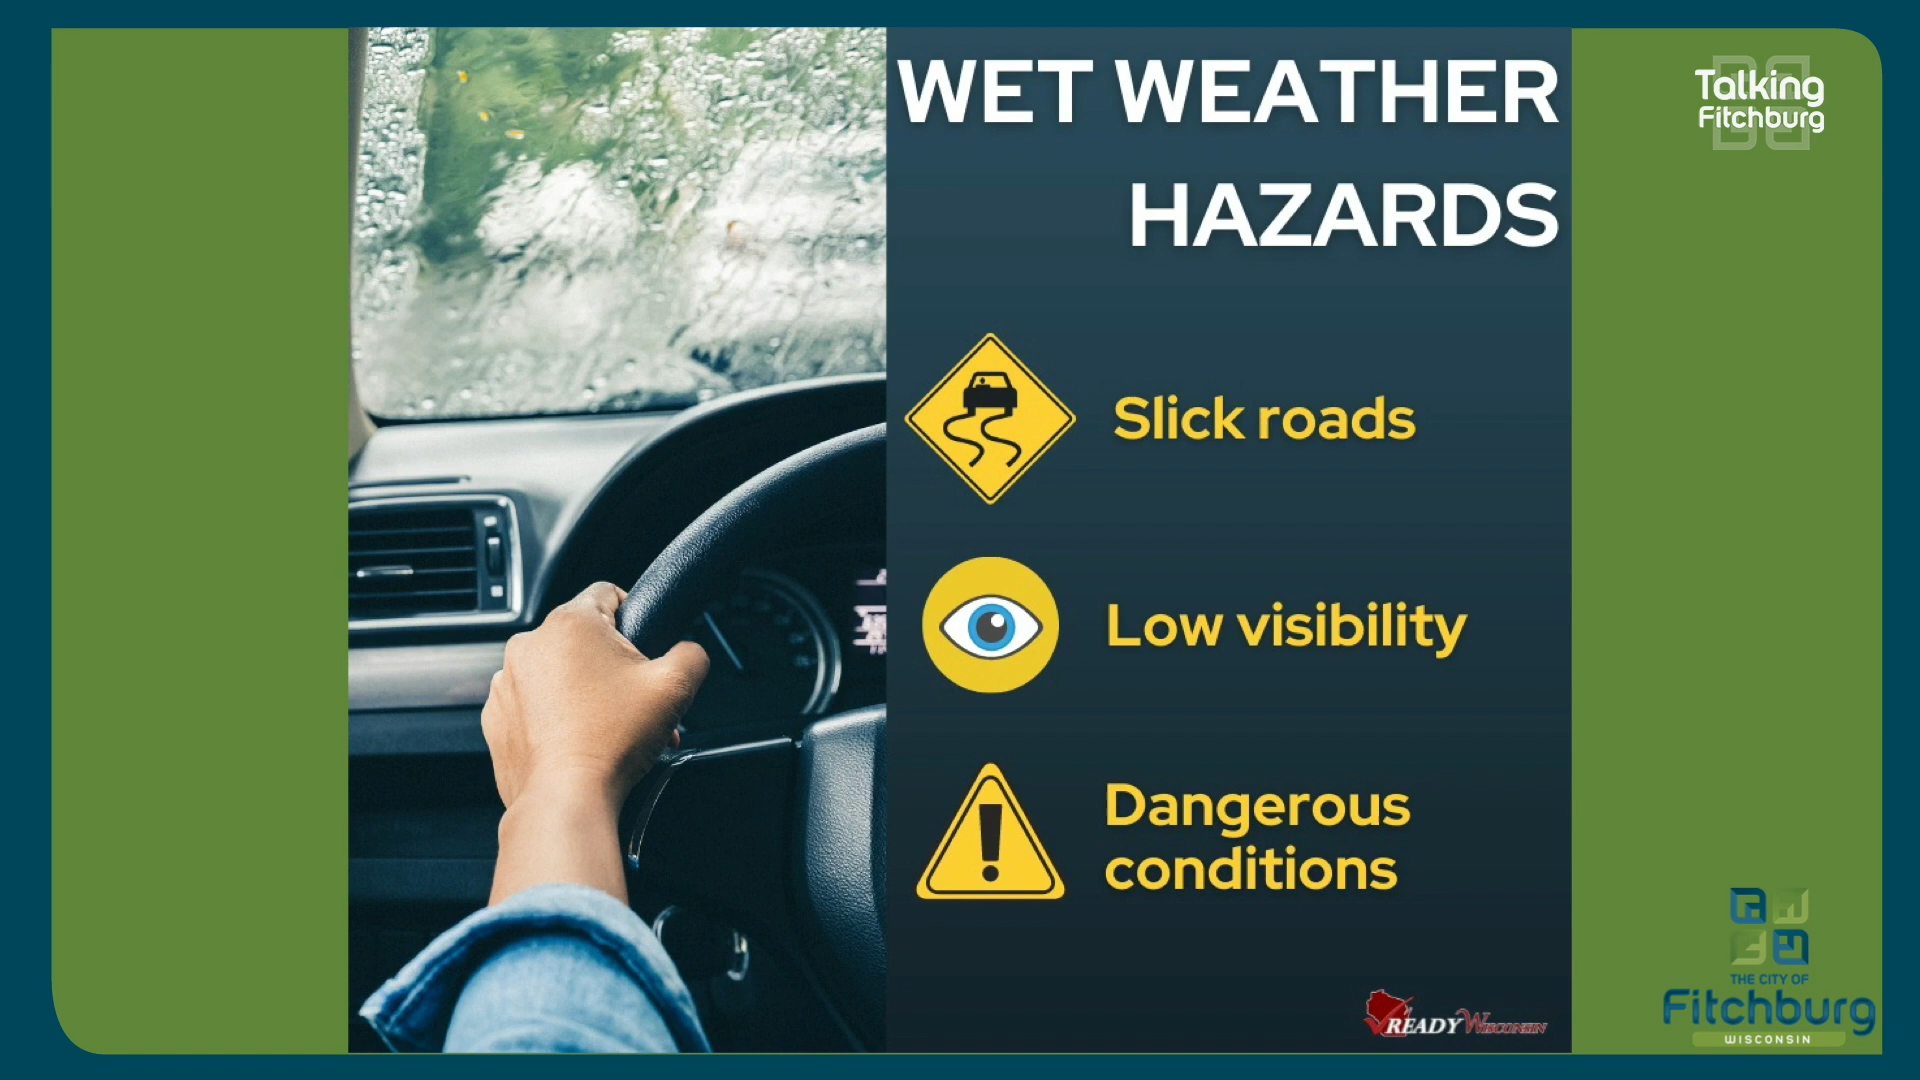 WET WEATHER
HAZARDS
Talking
Fitchburg
Slick roads
Low visibility
Dangerous
conditions
READY WISCONSIN
THE CITY OF
Fitchburg
WISCONSIN